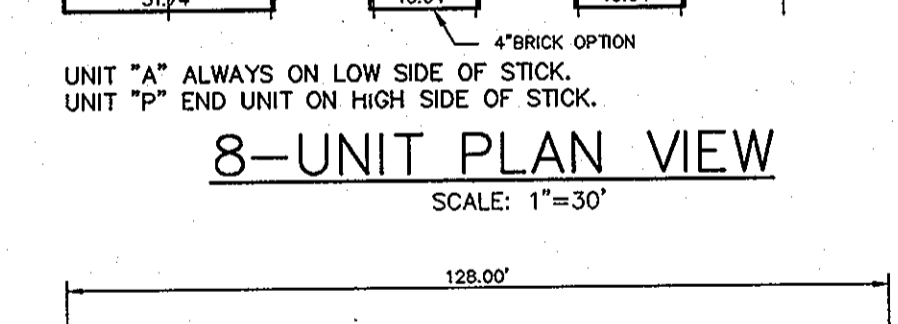 4"BRICK OPTION
UNIT "A" ALWAYS ON LOW SIDE OF STICK.
UNIT "P" END UNIT ON HIGH SIDE OF STICK.
8-UNIT PLAN VIEW
SCALE: 1"=30'
128.00'